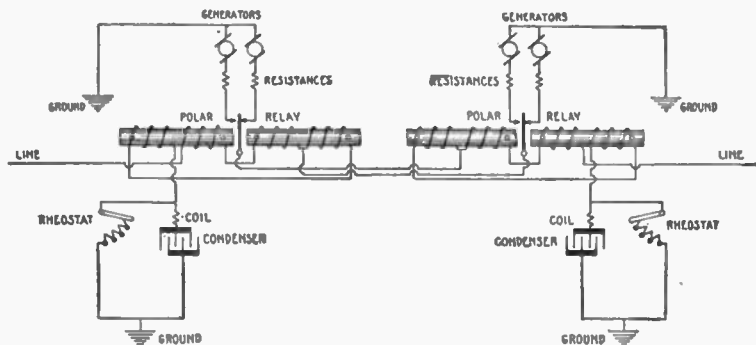 GENERATORS
GENERATORS
RESISTANCES
RESISTANCES
GROUND
GROUND
POLAR RELAY
POLAR RELAY
LINE
LINE
RHEOSTAT
COIL
CONDENSER
COIL
CONDENSER
RHEOSTAT
GROUND
GROUND